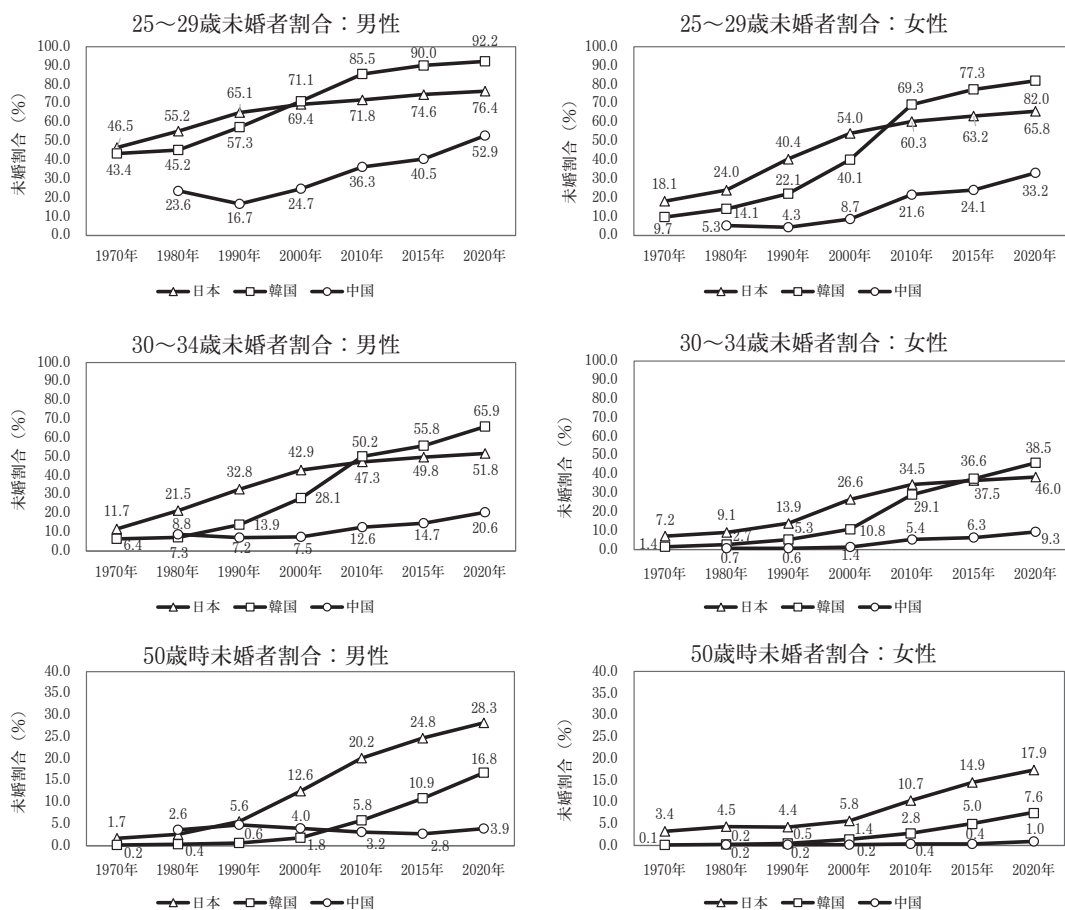 25～29歳未婚者割合：男性
未婚割合（%）
100.0
90.0
80.0
70.0
60.0
50.0
40.0
30.0
20.0
10.0
0.0
46.5 55.2 65.1 71.1 85.5 90.0 92.2
43.4 45.2 57.3 69.4 71.8 74.6 76.4
23.6 16.7 24.7 36.3 40.5 52.9
1970年 1980年 1990年 2000年 2010年 2015年 2020年
日本 韓国 中国
25～29歳未婚者割合：女性
未婚割合（%）
100.0
90.0
80.0
70.0
60.0
50.0
40.0
30.0
20.0
10.0
0.0
18.1 24.0 40.4 54.0 69.3 77.3 82.0
9.7 14.1 22.1 40.1 60.3 63.2 65.8
5.3 4.3 8.7 21.6 24.1 33.2
1970年 1980年 1990年 2000年 2010年 2015年 2020年
日本 韓国 中国
30～34歳未婚者割合：男性
未婚割合（%）
100.0
90.0
80.0
70.0
60.0
50.0
40.0
30.0
20.0
10.0
0.0
11.7 21.5 32.8 42.9 50.2 55.8 65.9
6.4 8.8 13.9 28.1 47.3 49.8 51.8
7.3 7.2 7.5 12.6 14.7 20.6
1970年 1980年 1990年 2000年 2010年 2015年 2020年
日本 韓国 中国
30～34歳未婚者割合：女性
未婚割合（%）
100.0
90.0
80.0
70.0
60.0
50.0
40.0
30.0
20.0
10.0
0.0
7.2 9.1 13.9 26.6 34.5 36.6 38.5
1.4 2.7 5.3 10.8 29.1 37.5 46.0
0.7 0.6 1.4 5.4 6.3 9.3
1970年 1980年 1990年 2000年 2010年 2015年 2020年
日本 韓国 中国
50歳時未婚者割合：男性
未婚割合（%）
40.0
35.0
30.0
25.0
20.0
15.0
10.0
5.0
0.0
1.7 2.6 5.6 12.6 20.2 24.8 28.3
0.2 0.4 0.6 4.0 5.8 10.9 16.8
1.8 3.2 2.8 3.9
1970年 1980年 1990年 2000年 2010年 2015年 2020年
日本 韓国 中国
50歳時未婚者割合：女性
未婚割合（%）
40.0
35.0
30.0
25.0
20.0
15.0
10.0
5.0
0.0
3.4 4.5 4.4 5.8 10.7 14.9 17.9
0.1 0.2 0.5 1.4 2.8 5.0 7.6
0.2 0.2 0.2 0.4 0.4 1.0
1970年 1980年 1990年 2000年 2010年 2015年 2020年
日本 韓国 中国